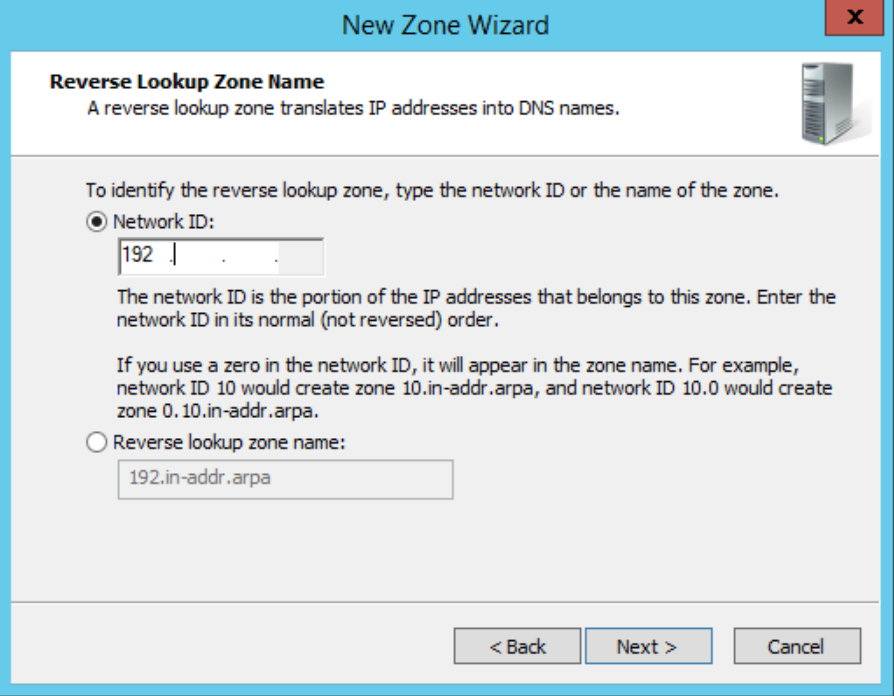 New Zone Wizard
x
Reverse Lookup Zone Name
A reverse lookup zone translates IP addresses into DNS names.
To identify the reverse lookup zone, type the network ID or the name of the zone.
Network ID:
192 . . .
The network ID is the portion of the IP addresses that belongs to this zone. Enter the
network ID in its normal (not reversed) order.
If you use a zero in the network ID, it will appear in the zone name. For example,
network ID 10 would create zone 10.in-addr.arpa, and network ID 10.0 would create
zone 0.10.in-addr.arpa.
Reverse lookup zone name:
192.in-addr.arpa
< Back Next > Cancel